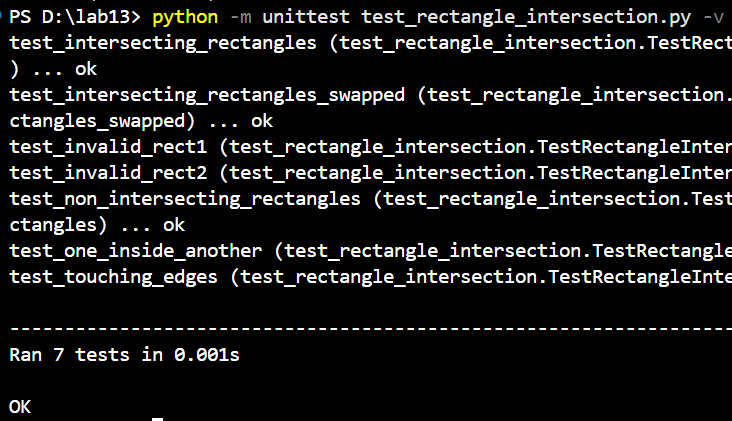 PS D:\lab13> python -m unittest test_rectangle_intersection.py -v
test_intersecting_rectangles (test_rectangle_intersection.TestRect
) ... ok
test_intersecting_rectangles_swapped (test_rectangle_intersection.
ctangles_swapped) ... ok
test_invalid_rect1 (test_rectangle_intersection.TestRectangleInter
test_invalid_rect2 (test_rectangle_intersection.TestRectangleInter
test_non_intersecting_rectangles (test_rectangle_intersection.Test
ctangles) ... ok
test_one_inside_another (test_rectangle_intersection.TestRectangle
test_touching_edges (test_rectangle_intersection.TestRectangleInte
----------------------------------------------------------------------
Ran 7 tests in 0.001s
OK